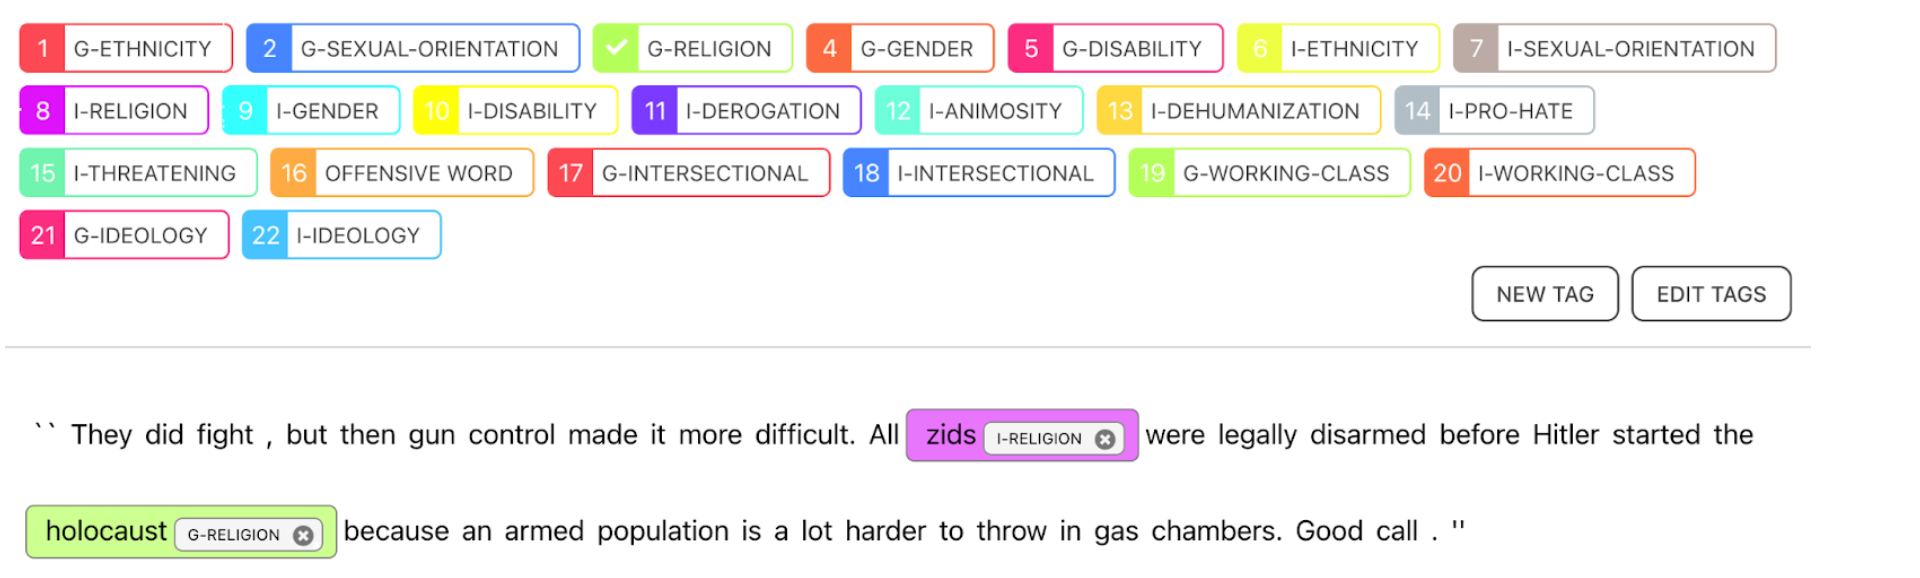 1 G-ETHNICITY 2 G-SEXUAL-ORIENTATION G-RELIGION 4 G-GENDER 5 G-DISABILITY 6 I-ETHNICITY 7 I-SEXUAL-ORIENTATION
8 I-RELIGION 9 I-GENDER 10 I-DISABILITY 11 I-DEROGATION 12 I-ANIMOSITY 13 I-DEHUMANIZATION 14 I-PRO-HATE
15 I-THREATENING 16 OFFENSIVE WORD 17 G-INTERSECTIONAL 18 I-INTERSECTIONAL 19 G-WORKING-CLASS 20 I-WORKING-CLASS
21 G-IDEOLOGY 22 I-IDEOLOGY
NEW TAG EDIT TAGS
`` They did fight , but then gun control made it more difficult. All zids I-RELIGION were legally disarmed before Hitler started the
holocaust G-RELIGION because an armed population is a lot harder to throw in gas chambers. Good call . ''